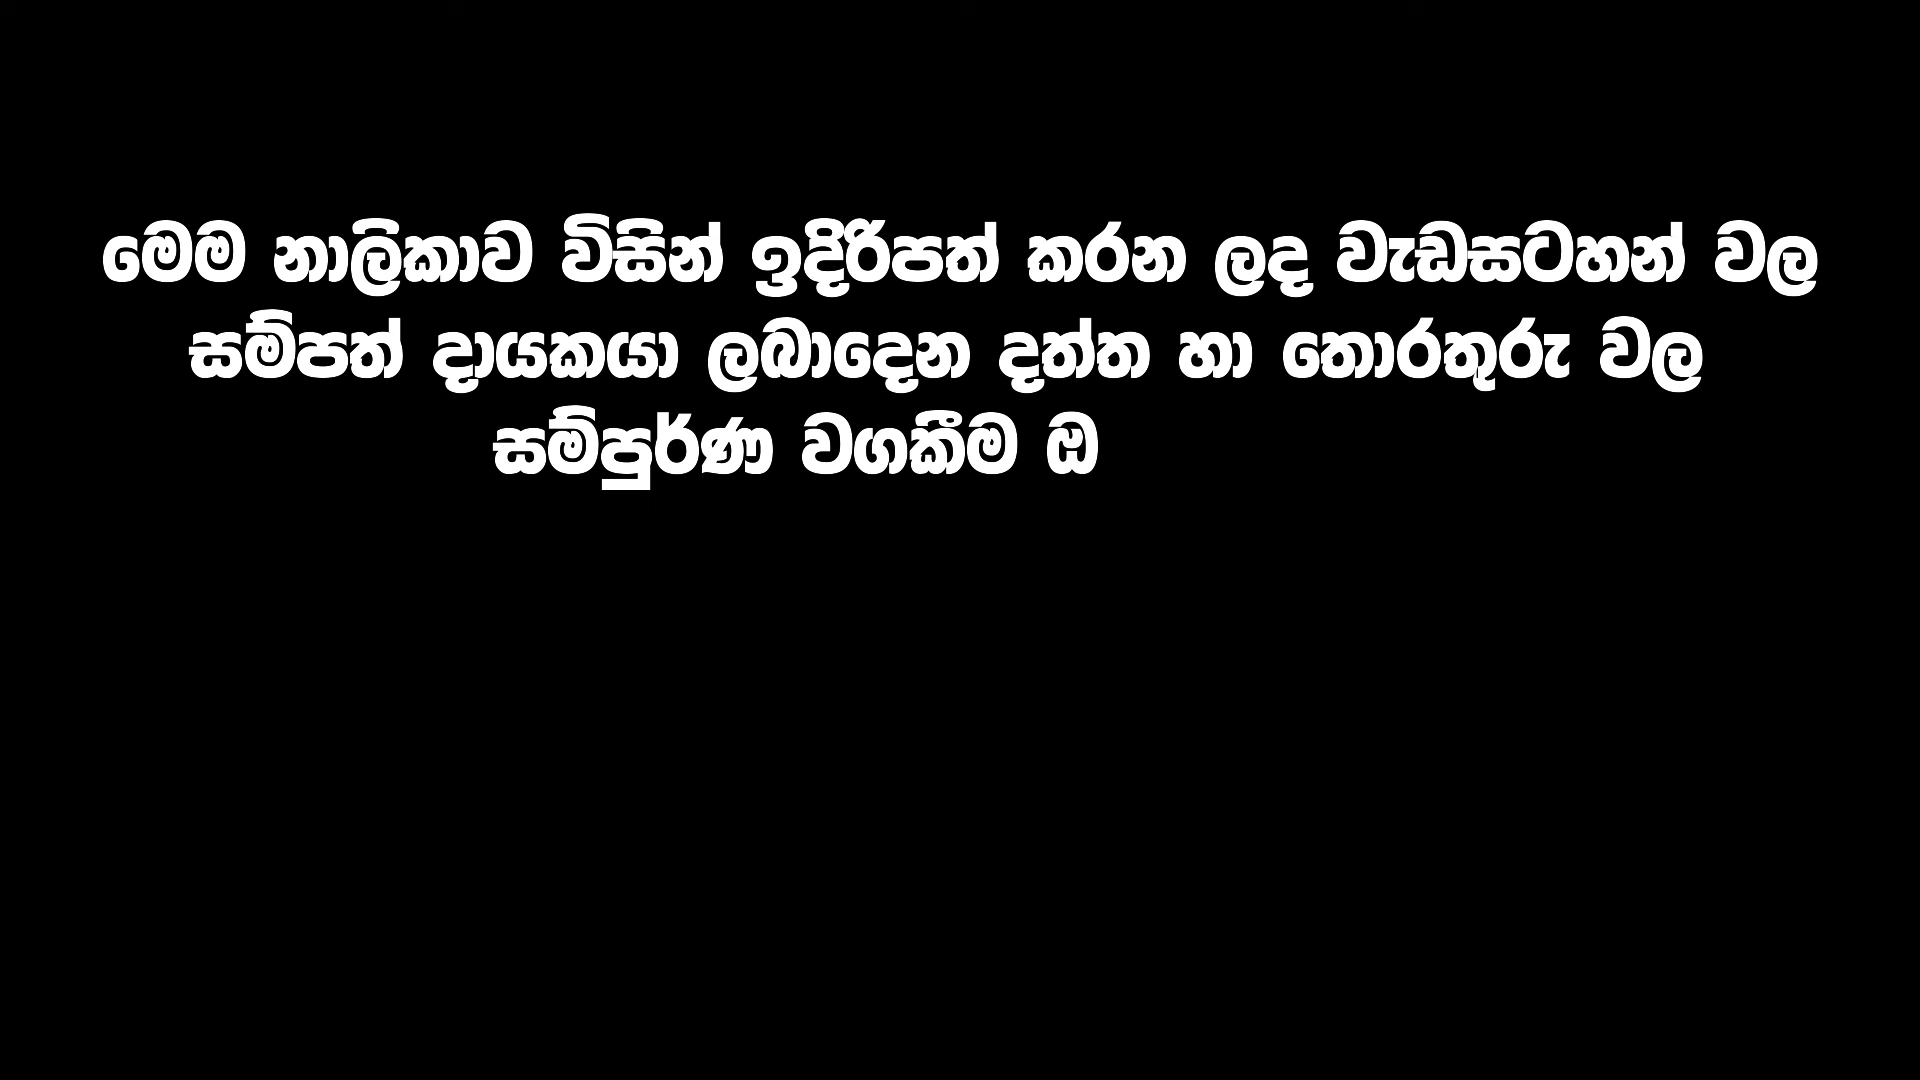 මෙම නාලිකාව විසින් ඉදිරිපත් කරන ලද වැඩසටහන් වල
සම්පත් දායකයා ලබාදෙන දත්ත හා තොරතුරු වල
සම්පුර්ණ වගකීම ඔ